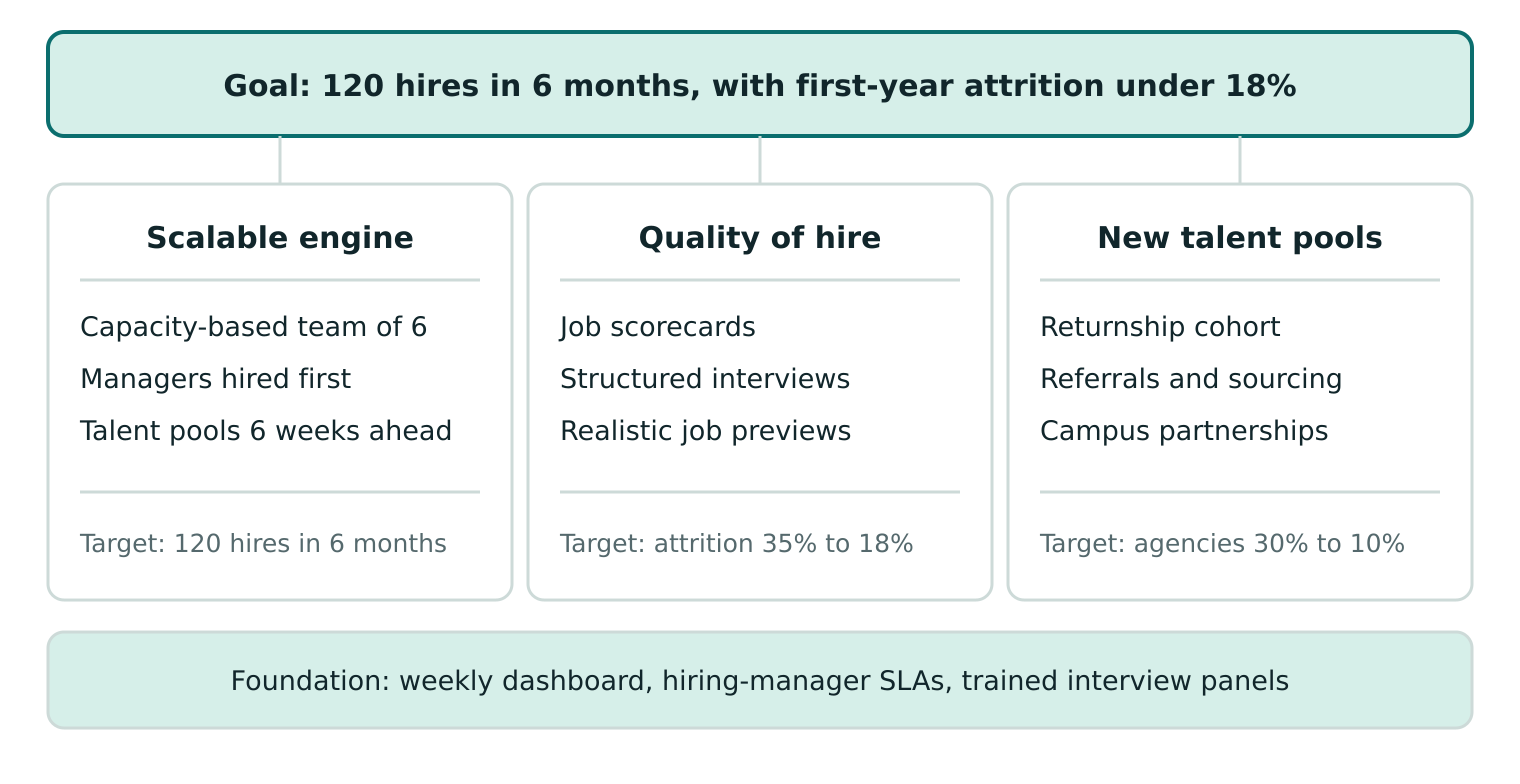 Goal: 120 hires in 6 months, with first-year attrition under 18%
Scalable engine
Capacity-based team of 6
Managers hired first
Talent pools 6 weeks ahead
Target: 120 hires in 6 months
Quality of hire
Job scorecards
Structured interviews
Realistic job previews
Target: attrition 35% to 18%
New talent pools
Returnship cohort
Referrals and sourcing
Campus partnerships
Target: agencies 30% to 10%
Foundation: weekly dashboard, hiring-manager SLAs, trained interview panels